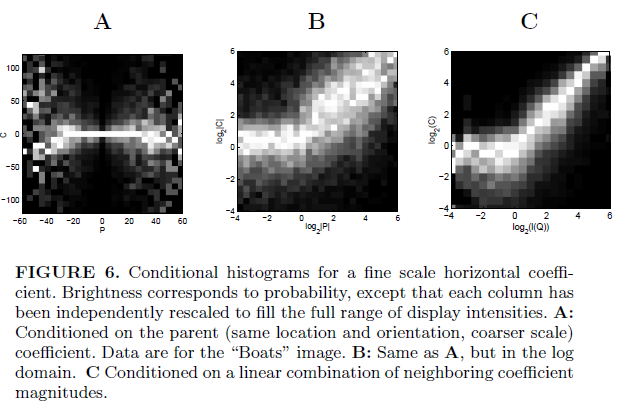 A
B
C
100
50
0
−50
−100
C
−60
−40
−20
0
20
40
60
P
6
4
2
0
−2
−4
log2|C|
−4
−2
0
2
4
6
log2|P|
6
4
2
0
−2
−4
log2(C)
−4
−2
0
2
4
6
log2(l(Q))
FIGURE 6. Conditional histograms for a fine scale horizontal coeffi-
cient. Brightness corresponds to probability, except that each column has
been independently rescaled to fill the full range of display intensities. A:
Conditioned on the parent (same location and orientation, coarser scale)
coefficient. Data are for the “Boats” image. B: Same as A, but in the log
domain. C Conditioned on a linear combination of neighboring coefficient
magnitudes.